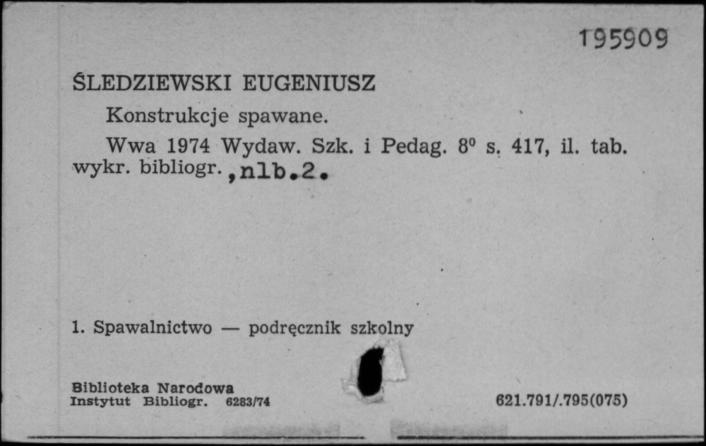 195909
ŚLEDZIEWSKI EUGENIUSZ
Konstrukcje spawane.
Wwa 1974 Wydaw. Szk. i Pedag. 8⁰ s. 417, il. tab.
wykr. bibliogr. ,nlb.2.
1. Spawalnictwo — podręcznik szkolny
Biblioteka Narodowa
Instytut Bibliogr. 6283/74
621.791/.795(075)